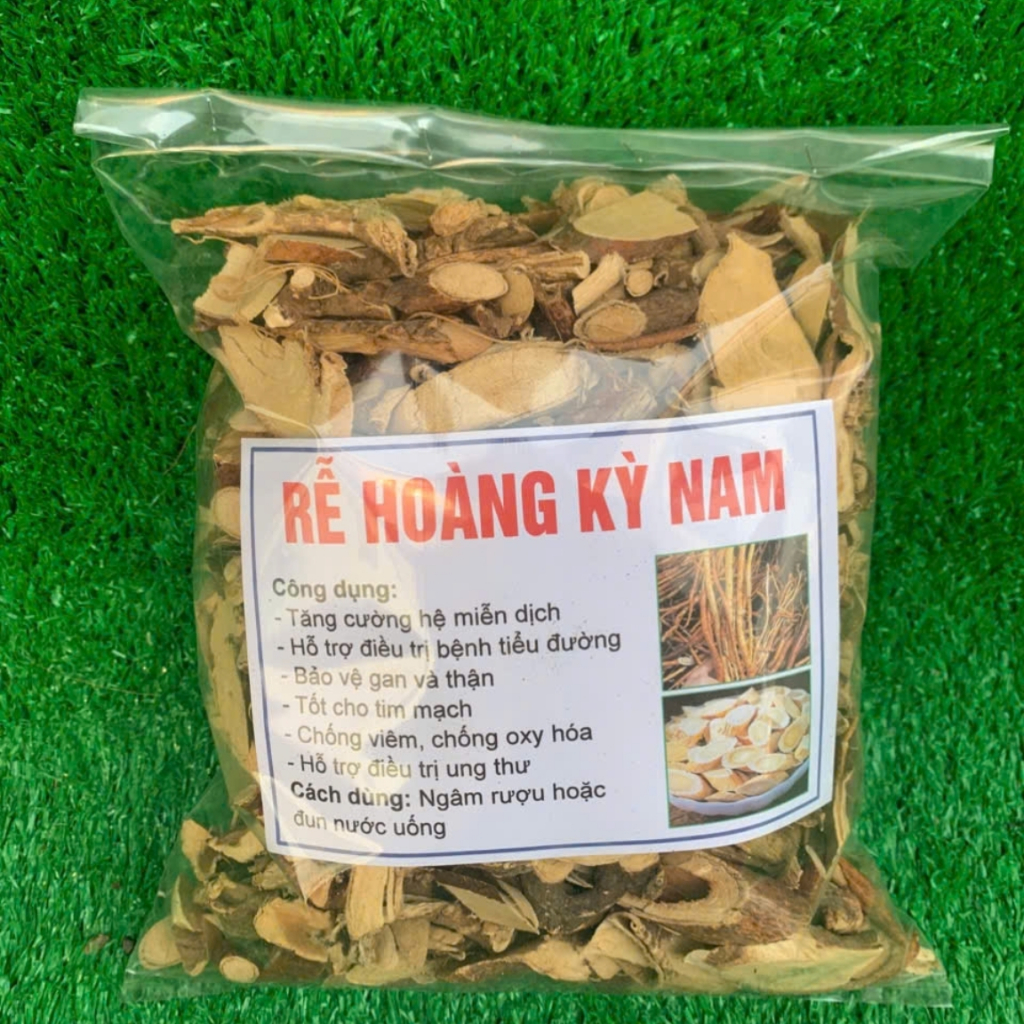 RỄ HOÀNG KỲ NAM
Công dụng:
- Tăng cường hệ miễn dịch
- Hỗ trợ điều trị bệnh tiểu đường
- Bảo vệ gan và thận
- Tốt cho tim mạch
- Chống viêm, chống oxy hóa
- Hỗ trợ điều trị ung thư
Cách dùng: Ngâm rượu hoặc
đun nước uống